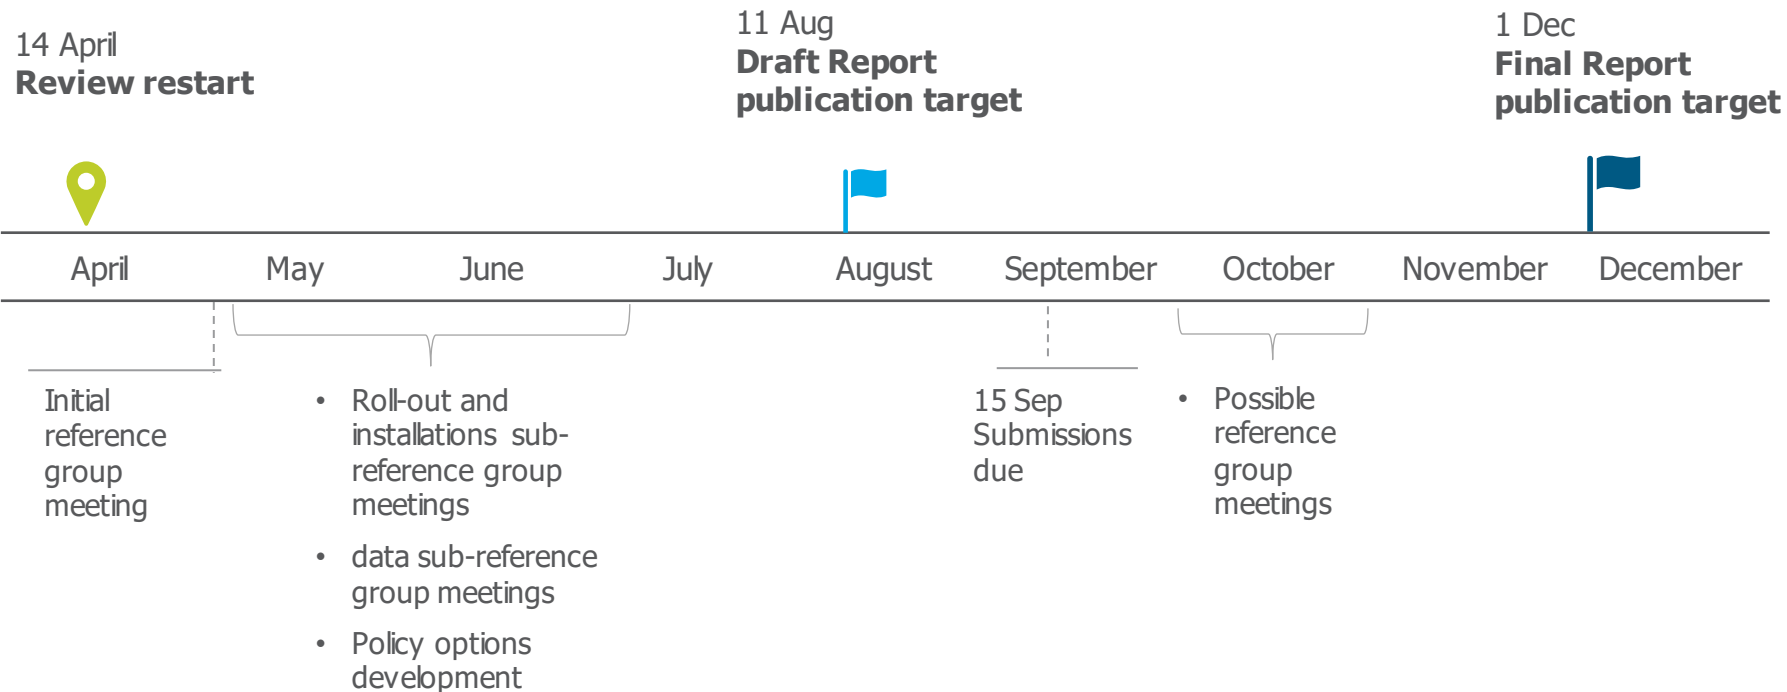 14 April
Review restart
11 Aug
Draft Report
publication target
1 Dec
Final Report
publication target
April
May
June
July
August
September
October
November
December
Initial
reference
group
meeting
• Roll-out and
installations sub-
reference group
meetings
• data sub-reference
group meetings
• Policy options
development
15 Sep
Submissions
due
• Possible
reference
group
meetings